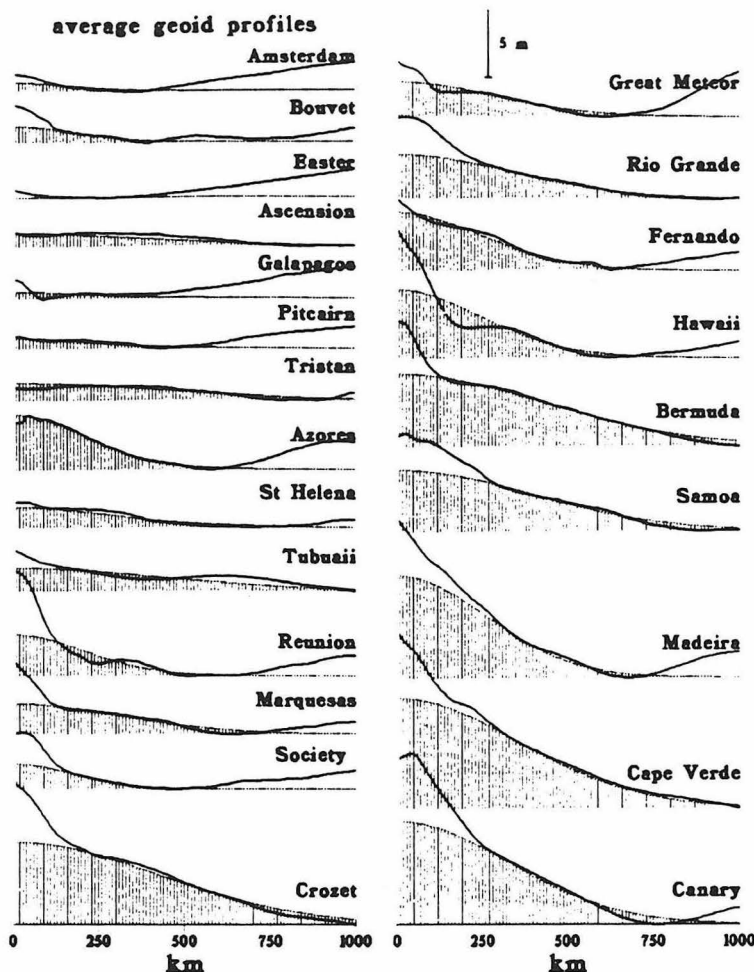 average geoid profiles
Amsterdam
Bouvet
Easter
Ascension
Galapagos
Pitcairn
Tristan
Azores
St Helena
Tubuaii
Reunion
Marquesas
Society
Crozet
0 250 500 750 1000
km
5 m
Great Meteor
Rio Grande
Fernando
Hawaii
Bermuda
Samoa
Madeira
Cape Verde
Canary
0 250 500 750 1000
km